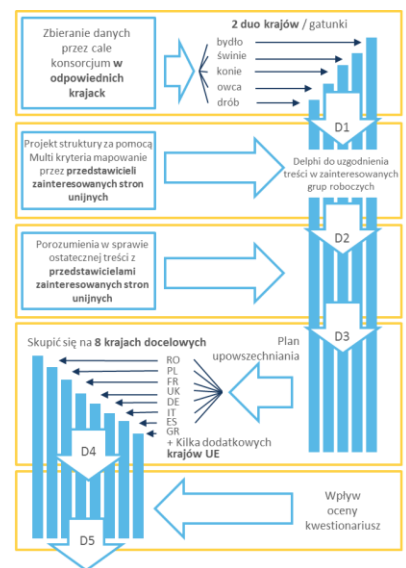 Zbieranie danych
przez cale
konsorcjum w
odpowiednich
krajack
2 duo krajów / gatunki
bydło
świnie
konie
owca
drób
D1
Projekt struktury za pomocą
Multi kryteria mapowanie
przez przedstawicieli
zainteresowanych stron
unijnych
Delphi do uzgodnienia
treści w zainteresowanych
grup roboczych
D2
Porozumienia w sprawie
ostatecznej treści z
przedstwicielami
zainteresowanych stron
unijnych
D3
Skupić się na 8 krajach docelowych
RO
PL
FR
UK
DE
IT
ES
GR
+ Kilka dodatkowych
krajów UE
Plan
upowszechniania
D4
Wpływ
oceny
kwestionariusz
D5